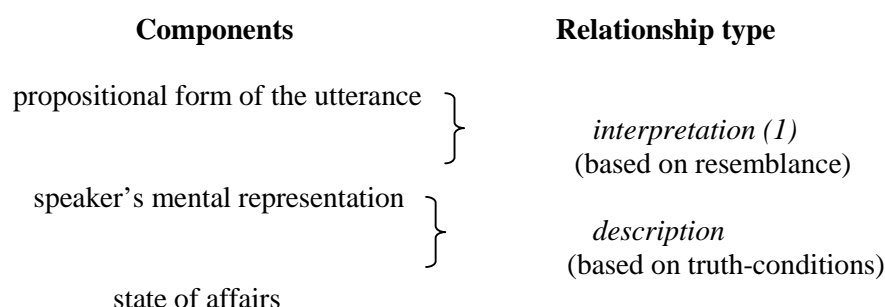 Components Relationship type
propositional form of the utterance
interpretation (1)
(based on resemblance)
speaker’s mental representation
description
(based on truth-conditions)
state of affairs